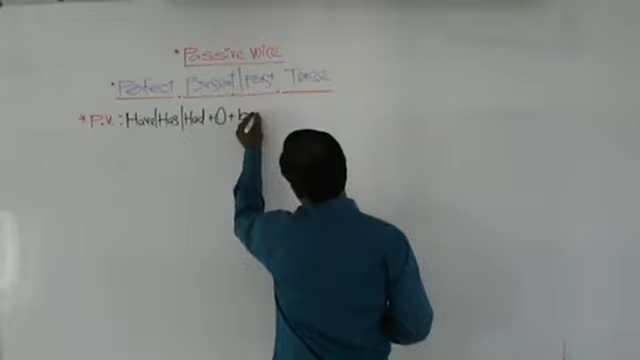 *Passive voice
*Perfect Present/past Tense
*P.V.: Have/Has/Had + O + be